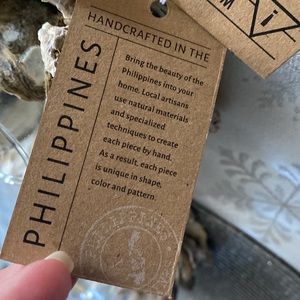 HANDCRAFTED IN THE
PHILIPPINES
Bring the beauty of the
Philippines into your
home. Local artisans
use natural materials
and specialized
techniques to create
each piece by hand.
As a result, each piece
is unique in shape,
color and pattern.